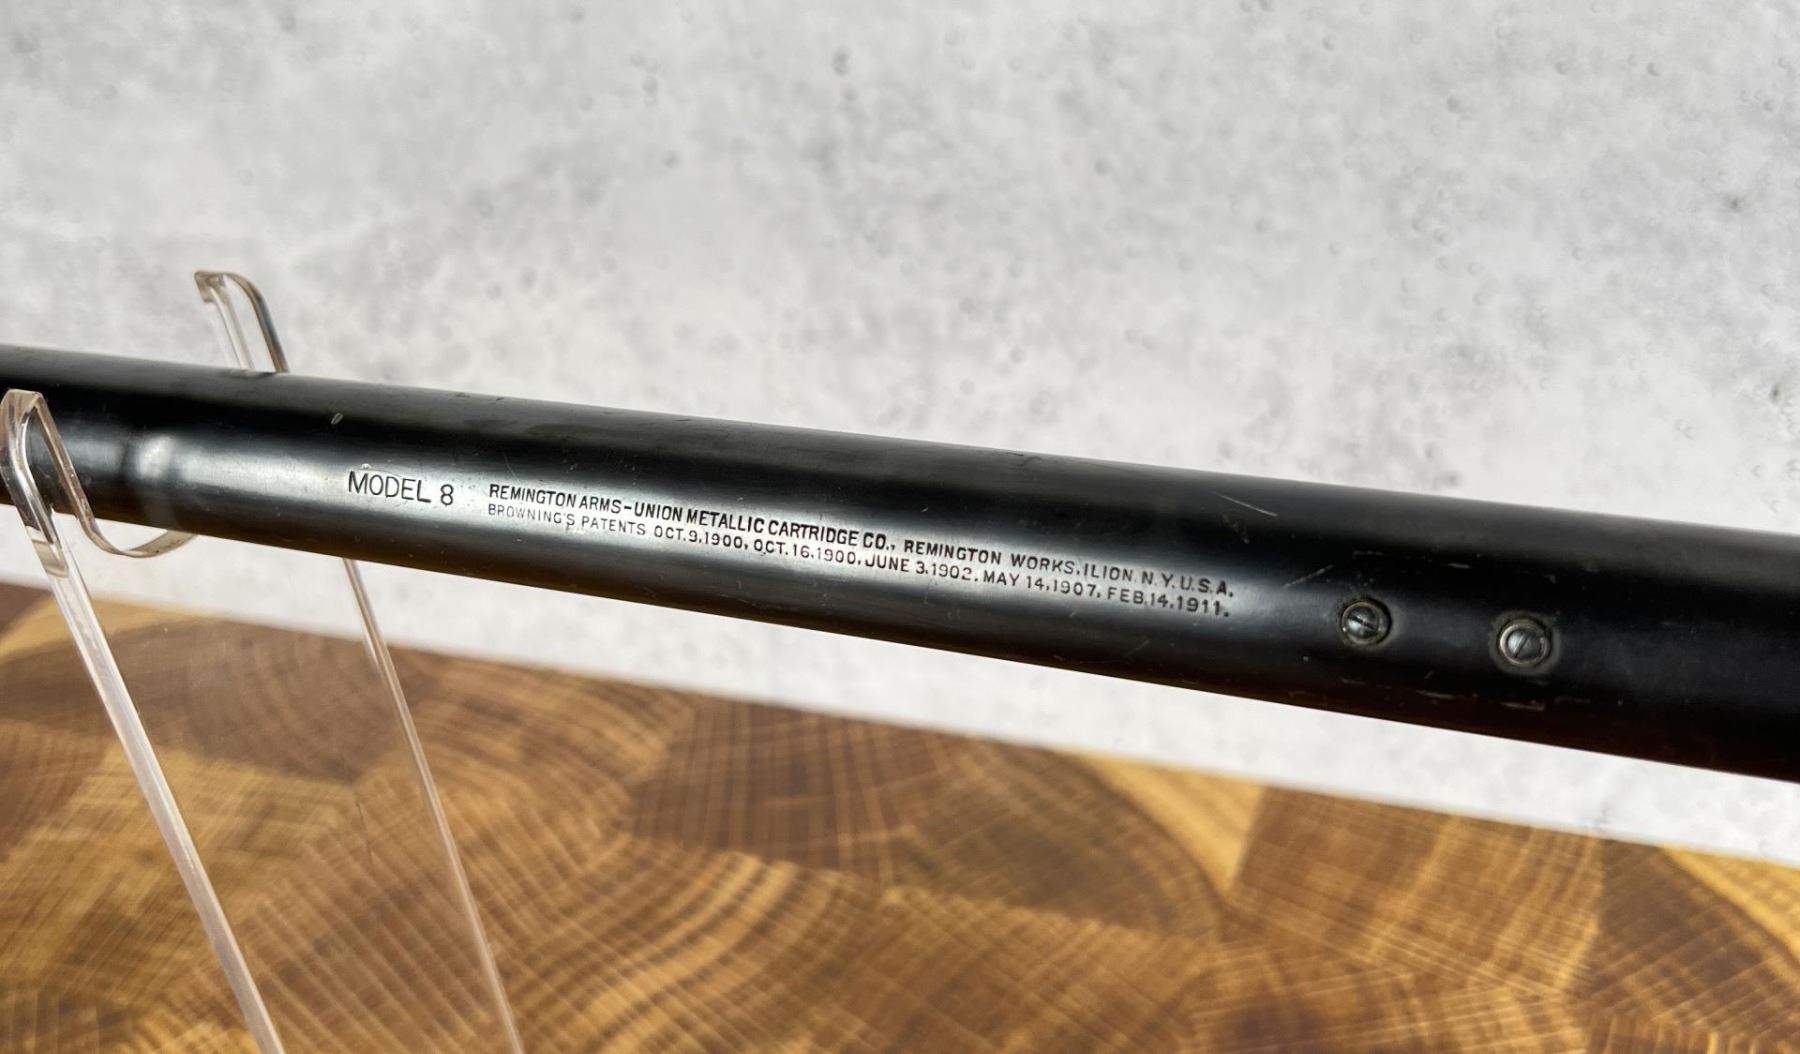 MODEL 8 REMINGTON ARMS-UNION METALLIC CARTRIDGE CO., REMINGTON WORKS, ILION, N.Y. U.S.A.
BROWNING'S PATENTS OCT.9,1900, OCT.16,1900, JUNE 3,1902, MAY 14,1907, FEB.14,1911.